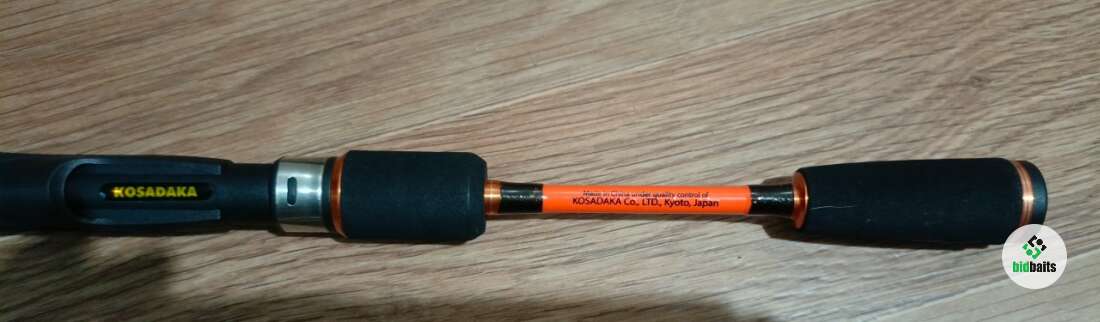 KOSADAKA
Made in China under quality control of
KOSADAKA Co., LTD., Kyoto, Japan
bidbaits